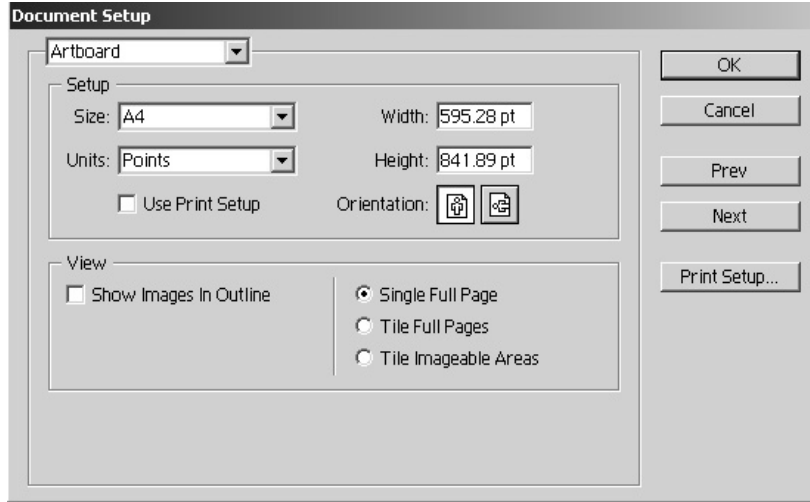 Document Setup
Artboard
OK
Setup
Size: A4 Width: 595.28 pt
Cancel
Units: Points Height: 841.89 pt
Prev
Use Print Setup Orientation:
Next
View
Print Setup...
Show Images In Outline Single Full Page
Tile Full Pages
Tile Imageable Areas